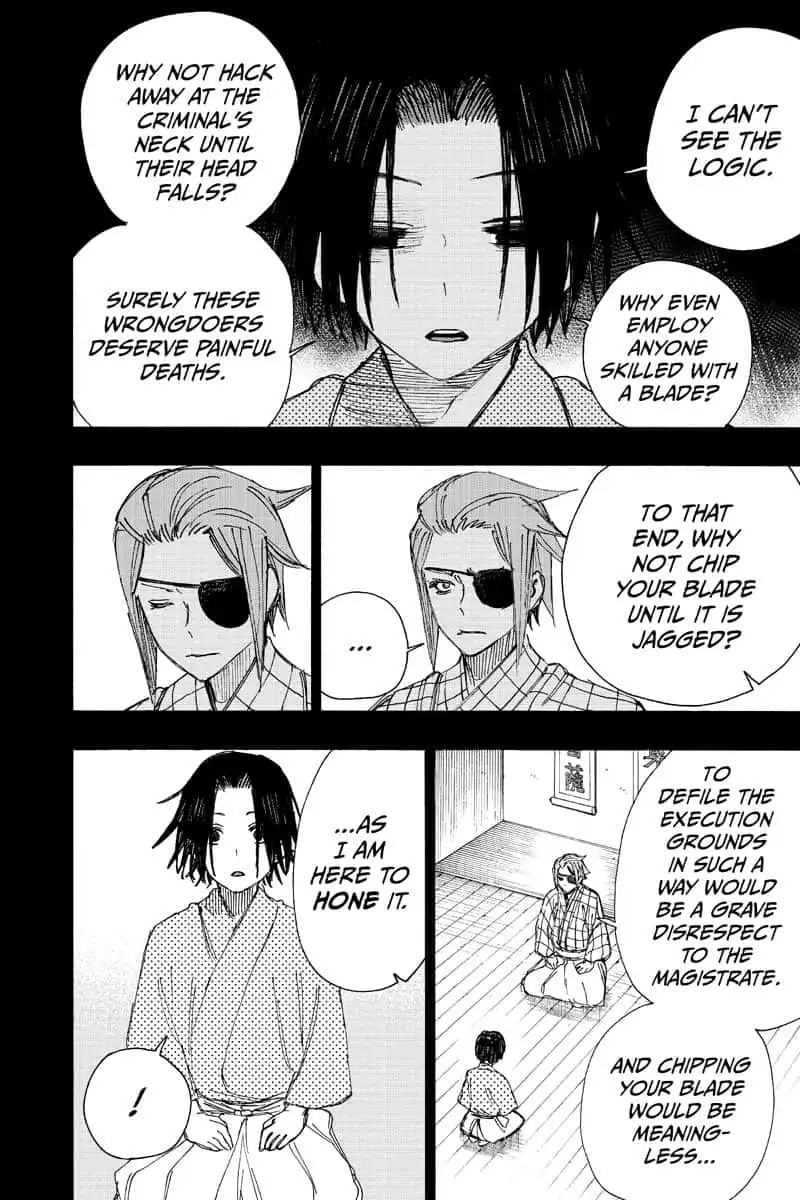 I CAN'T
SEE THE
LOGIC.
WHY EVEN
EMPLOY
ANYONE
SKILLED WITH
A BLADE?
WHY NOT HACK
AWAY AT THE
CRIMINAL'S
NECK UNTIL
THEIR HEAD
FALLS?
SURELY THESE
WRONGDOERS
DESERVE PAINFUL
DEATHS.
TO THAT
END, WHY
NOT CHIP
YOUR BLADE
UNTIL IT IS
JAGGED?
...
TO
DEFILE THE
EXECUTION
GROUNDS
IN SUCH A
WAY WOULD
BE A GRAVE
DISRESPECT
TO THE
MAGISTRATE.
AND CHIPPING
YOUR BLADE
WOULD BE
MEANING-
LESS...
...AS
I AM
HERE TO
HONE IT.
!